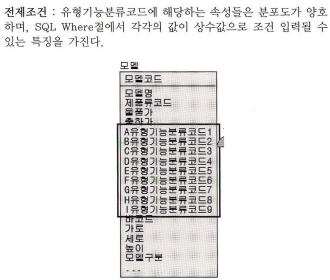 전제조건 : 유형기능분류코드에 해당하는 속성들은 분포도가 양호
하며, SQL Where절에서 각각의 값이 상수값으로 조건 입력될 수
있는 특징을 가진다.
모델
모델코드
모델명
제품류코드
물품가
출하가
A유형기능분류코드1
B유형기능분류코드2
C유형기능분류코드3
D유형기능분류코드4
E유형기능분류코드5
F유형기능분류코드6
G유형기능분류코드7
H유형기능분류코드8
I유형기능분류코드9
바코드
가로
세로
높이
모델구분
---